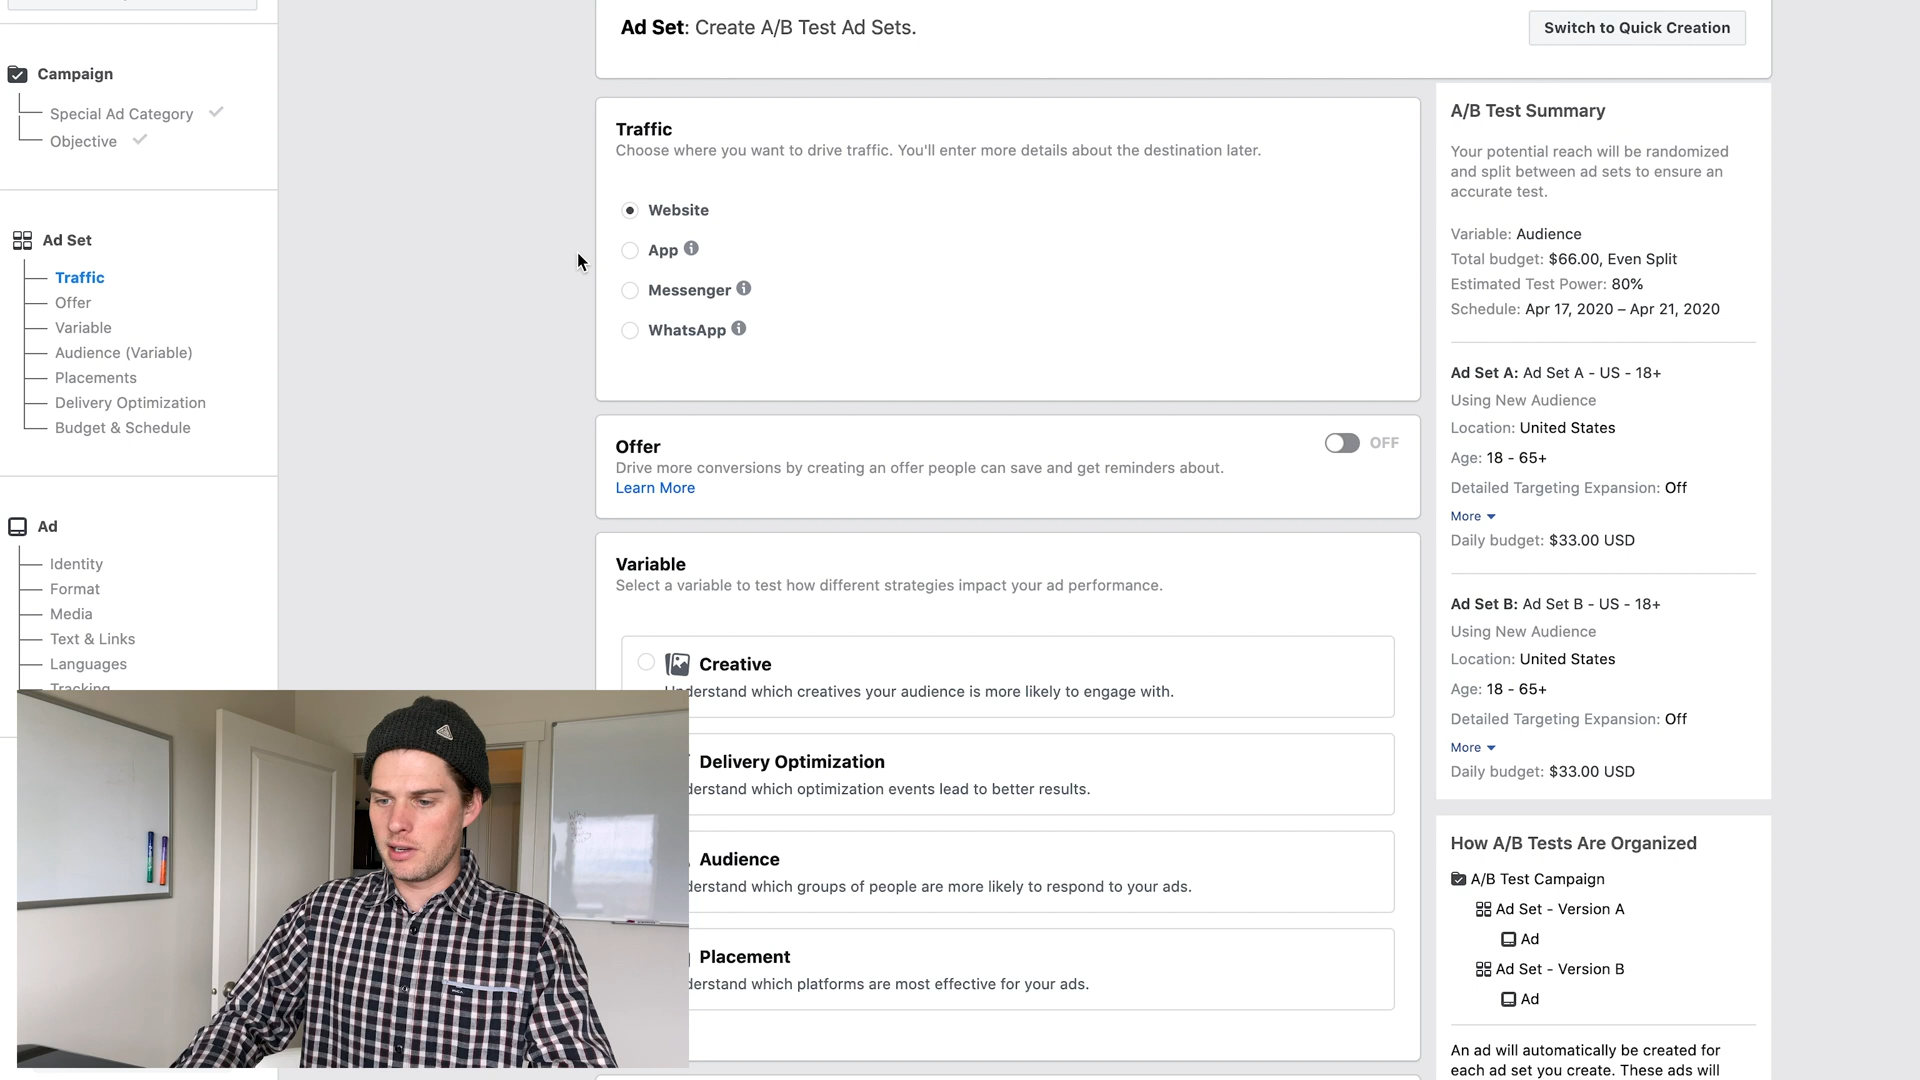 Campaign
Special Ad Category
Objective
Ad Set
Traffic
Offer
Variable
Audience (Variable)
Placements
Delivery Optimization
Budget & Schedule
Ad
Identity
Format
Media
Text & Links
Languages
Tracking
Ad Set: Create A/B Test Ad Sets.
Switch to Quick Creation
Traffic
Choose where you want to drive traffic. You'll enter more details about the destination later.
Website
App
Messenger
WhatsApp
Offer
OFF
Drive more conversions by creating an offer people can save and get reminders about.
Learn More
Variable
Select a variable to test how different strategies impact your ad performance.
Creative
Understand which creatives your audience is more likely to engage with.
Delivery Optimization
derstand which optimization events lead to better results.
Audience
derstand which groups of people are more likely to respond to your ads.
Placement
derstand which platforms are most effective for your ads.
A/B Test Summary
Your potential reach will be randomized
and split between ad sets to ensure an
accurate test.
Variable: Audience
Total budget: $66.00, Even Split
Estimated Test Power: 80%
Schedule: Apr 17, 2020 – Apr 21, 2020
Ad Set A: Ad Set A - US - 18+
Using New Audience
Location: United States
Age: 18 - 65+
Detailed Targeting Expansion: Off
More
Daily budget: $33.00 USD
Ad Set B: Ad Set B - US - 18+
Using New Audience
Location: United States
Age: 18 - 65+
Detailed Targeting Expansion: Off
More
Daily budget: $33.00 USD
How A/B Tests Are Organized
A/B Test Campaign
Ad Set - Version A
Ad
Ad Set - Version B
Ad
An ad will automatically be created for
each ad set you create. These ads will